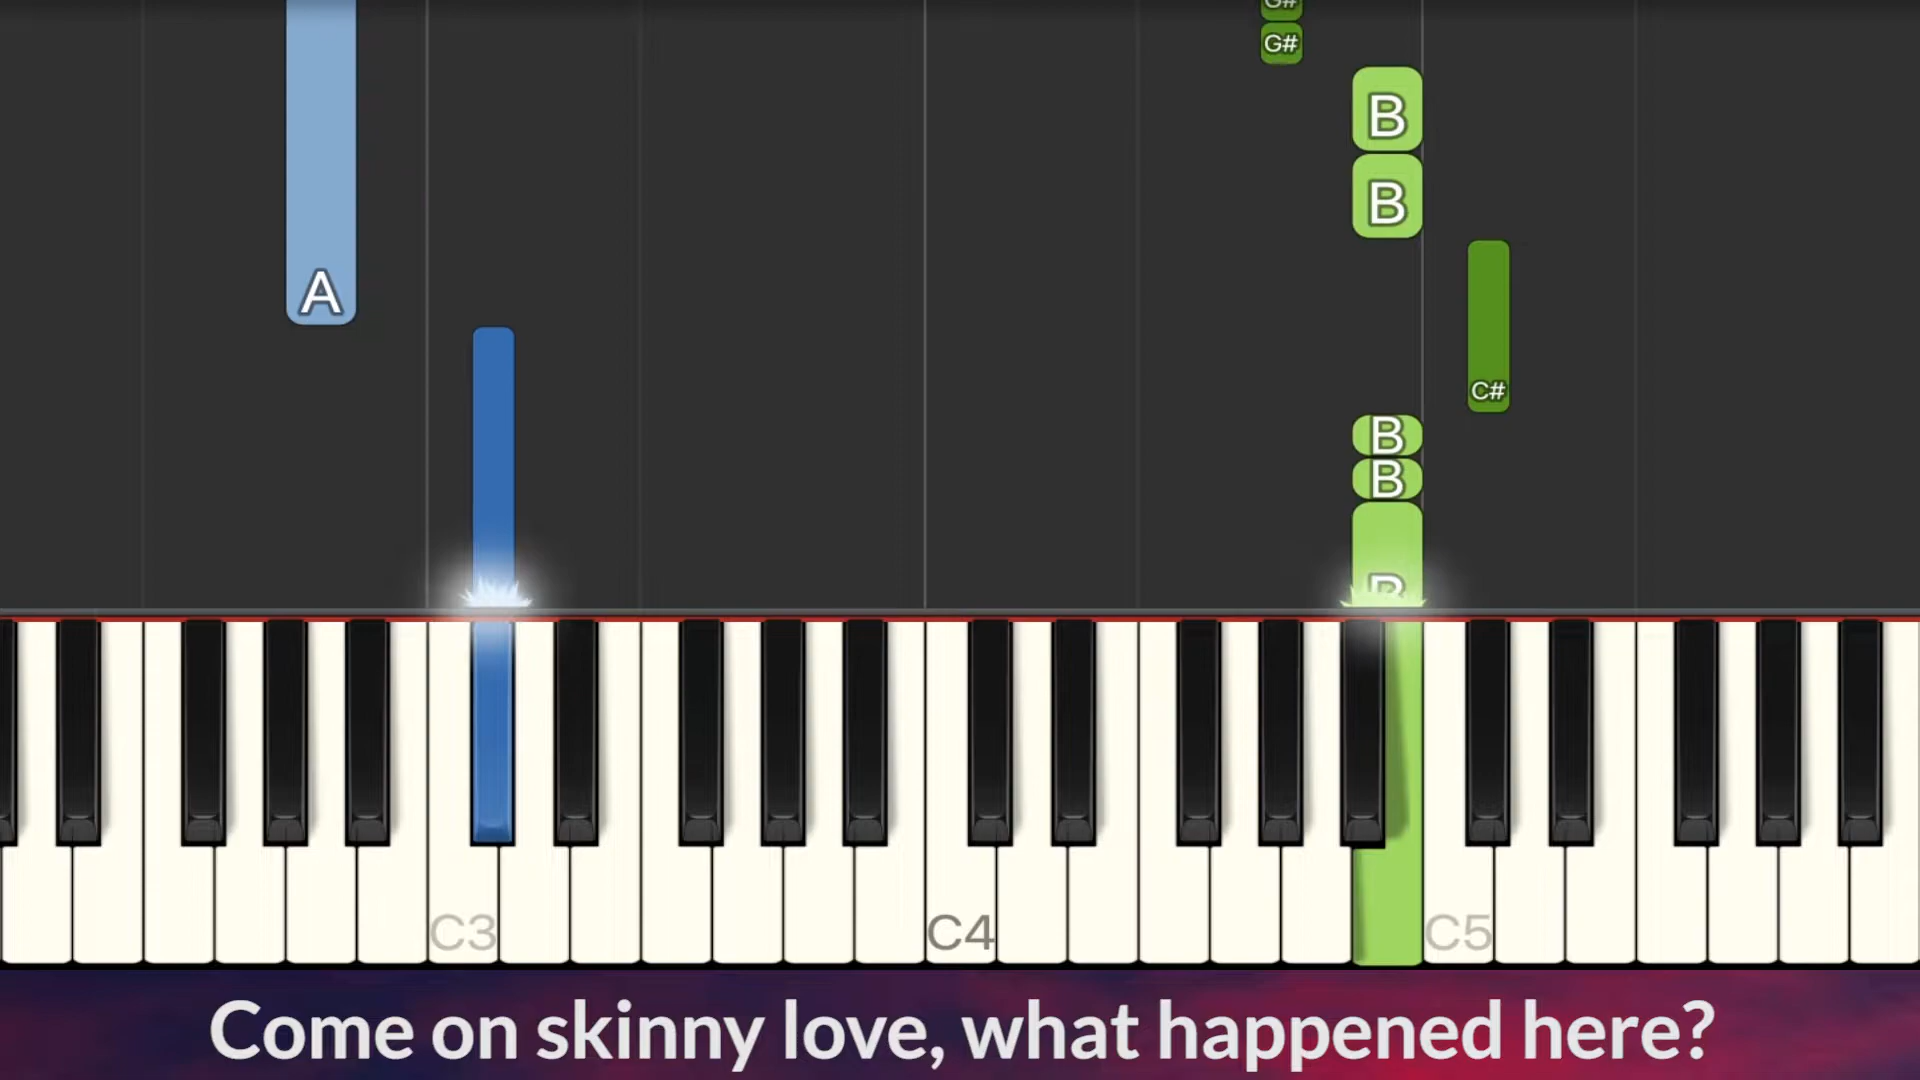 G#
G#
B
B
A
C#
B
B
B
C3
C4
C5
Come on skinny love, what happened here?